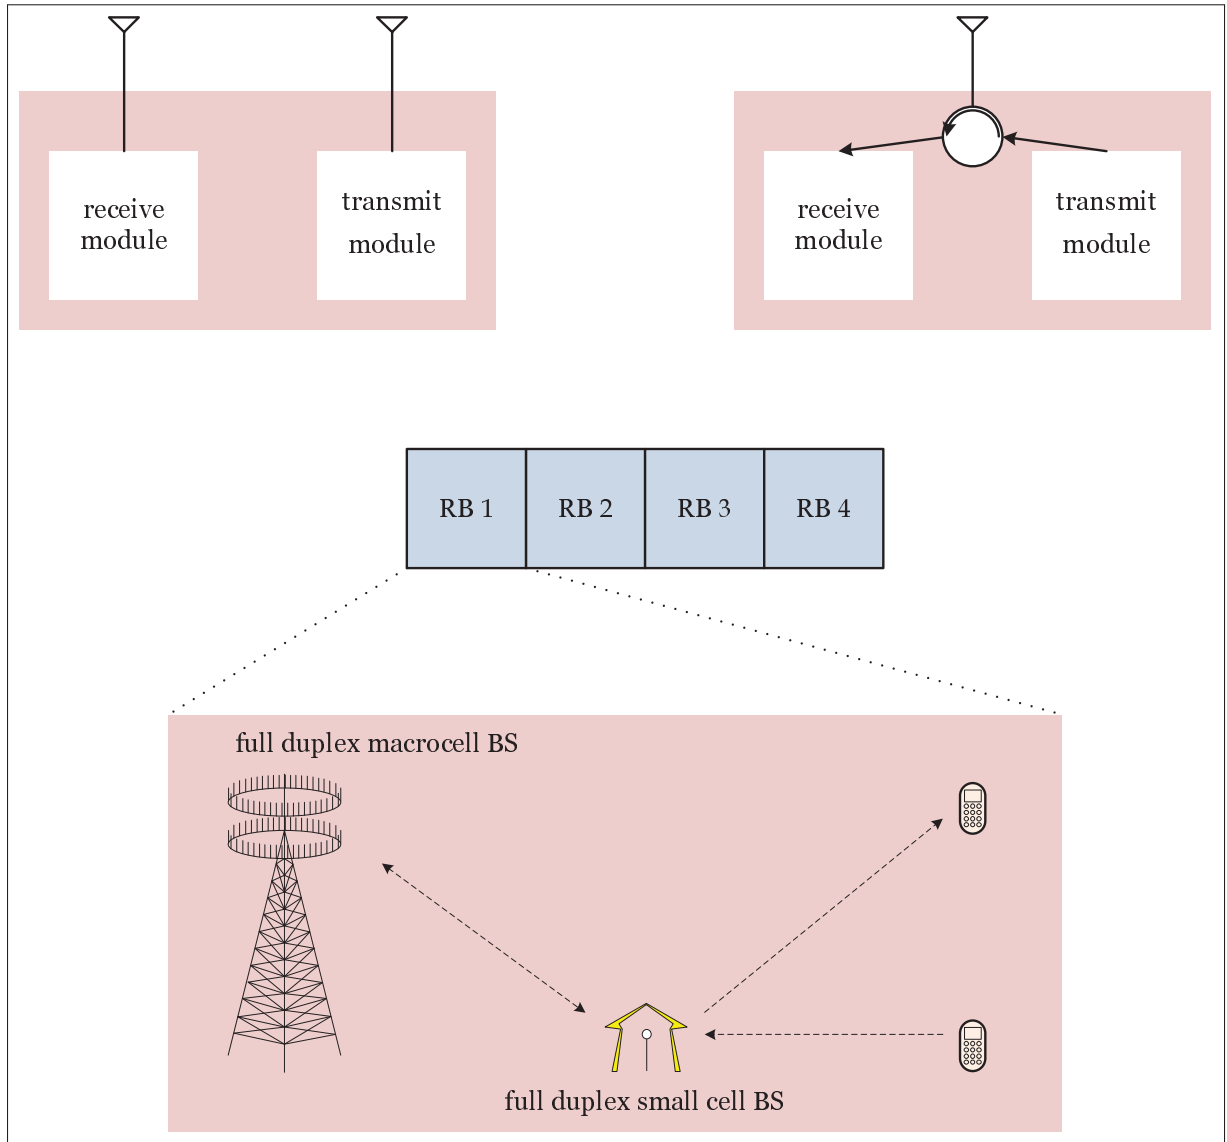 receive
module
transmit
module
receive
module
transmit
module
RB 1
RB 2
RB 3
RB 4
full duplex macrocell BS
full duplex small cell BS